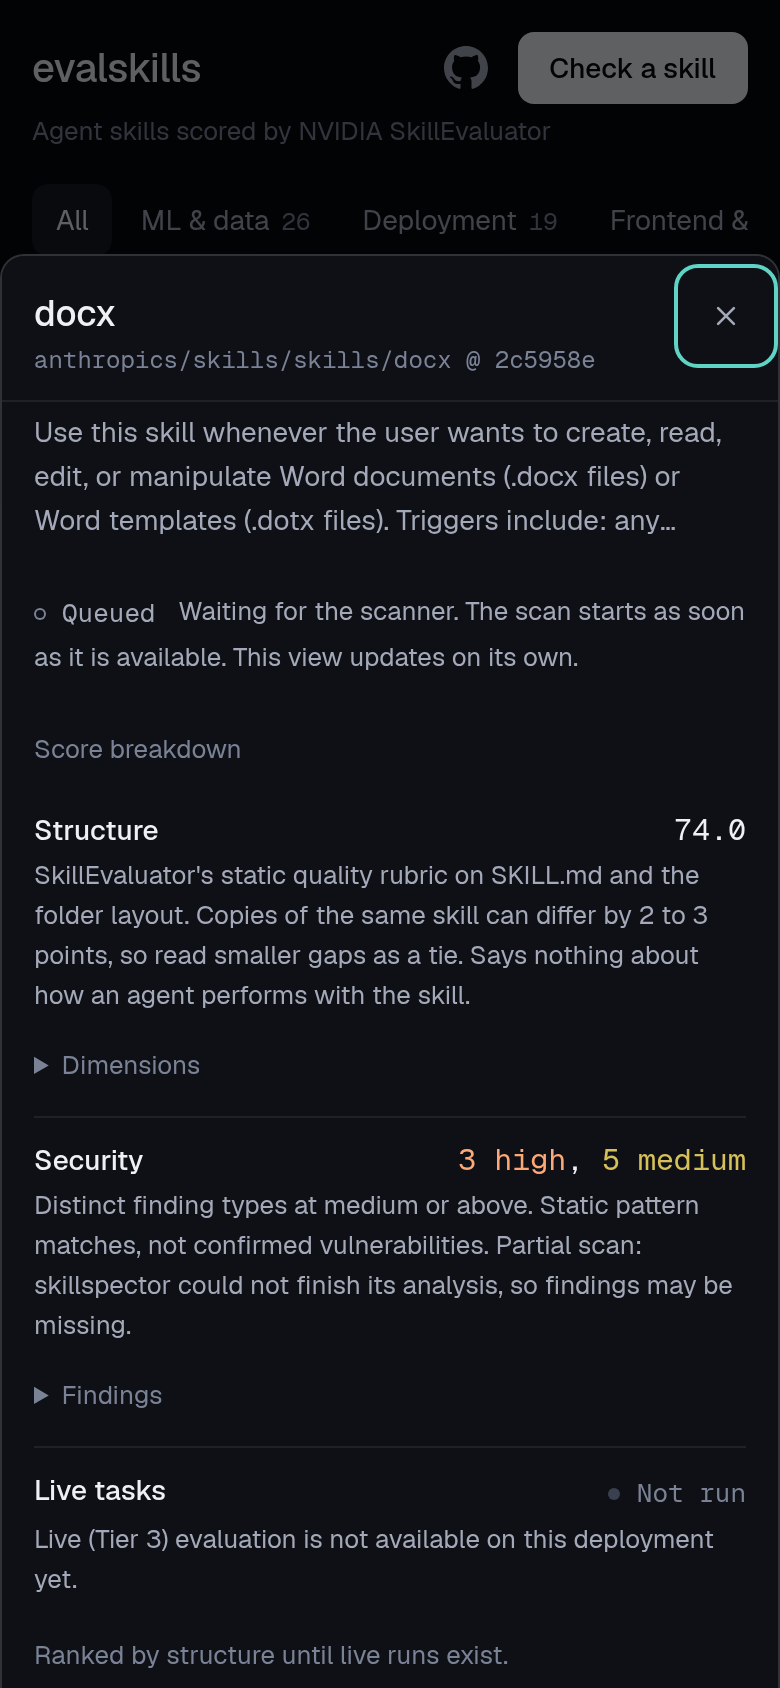 evalskills
Check a skill
Agent skills scored by NVIDIA SkillEvaluator
All ML & data 26 Deployment 19 Frontend &
docx
anthropics/skills/skills/docx @ 2c5958e
Use this skill whenever the user wants to create, read,
edit, or manipulate Word documents (.docx files) or
Word templates (.dotx files). Triggers include: any…
Queued Waiting for the scanner. The scan starts as soon
as it is available. This view updates on its own.
Score breakdown
Structure 74.0
SkillEvaluator's static quality rubric on SKILL.md and the
folder layout. Copies of the same skill can differ by 2 to 3
points, so read smaller gaps as a tie. Says nothing about
how an agent performs with the skill.
Dimensions
Security 3 high, 5 medium
Distinct finding types at medium or above. Static pattern
matches, not confirmed vulnerabilities. Partial scan:
skillspector could not finish its analysis, so findings may be
missing.
Findings
Live tasks Not run
Live (Tier 3) evaluation is not available on this deployment
yet.
Ranked by structure until live runs exist.